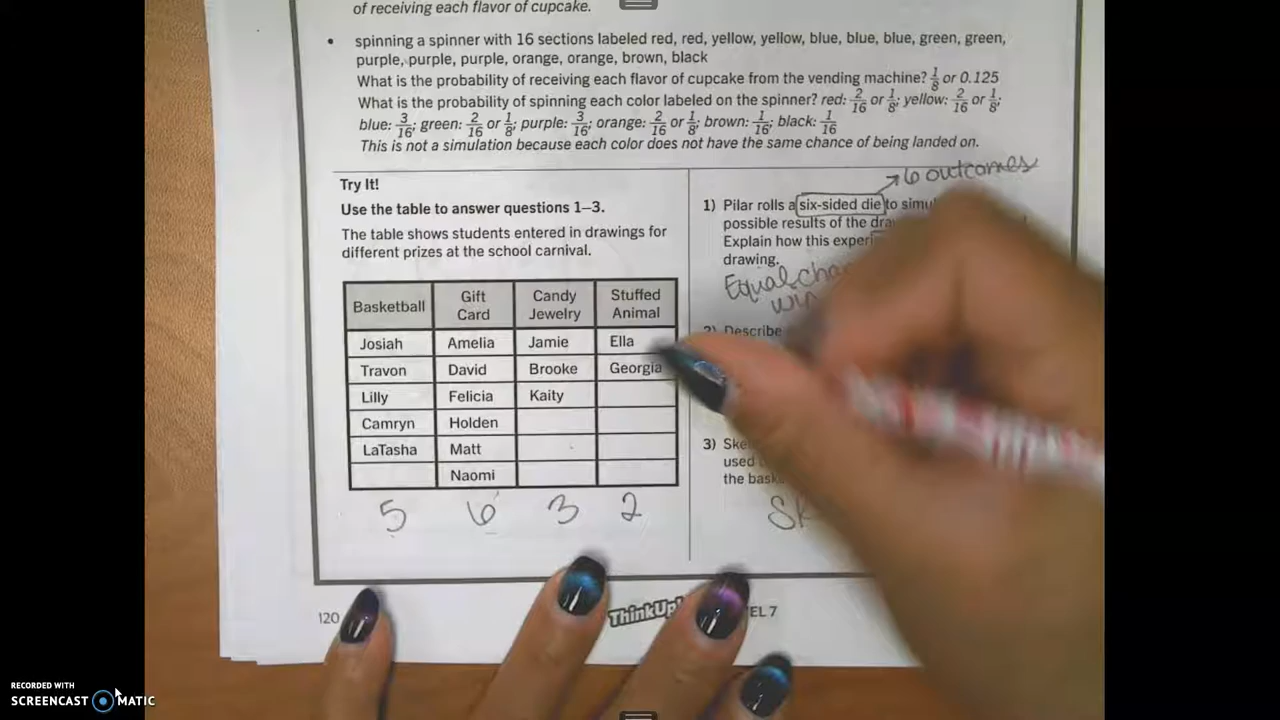 of receiving each flavor of cupcake.
• spinning a spinner with 16 sections labeled red, red, yellow, yellow, blue, blue, blue, green, green,
purple, purple, purple, orange, orange, brown, black
What is the probability of receiving each flavor of cupcake from the vending machine? 1/8 or 0.125
What is the probability of spinning each color labeled on the spinner? red: 2/16 or 1/8; yellow: 2/16 or 1/8;
blue: 3/16; green: 2/16 or 1/8; purple: 3/16; orange: 2/16 or 1/8; brown: 1/16; black: 1/16
This is not a simulation because each color does not have the same chance of being landed on.
Try It!
Use the table to answer questions 1–3.
The table shows students entered in drawings for
different prizes at the school carnival.
Basketball Gift Card Candy Jewelry Stuffed Animal
Josiah Amelia Jamie Ella
Travon David Brooke Georgia
Lilly Felicia Kaity
Camryn Holden
LaTasha Matt
Naomi
5 6 3 2
6 outcomes
1) Pilar rolls a six-sided die to
possible results of the
Explain how this
drawing.
Equal
2) Describe
3)
used
the
120
ThinkUp!
7
RECORDED WITH
SCREENCAST MATIC